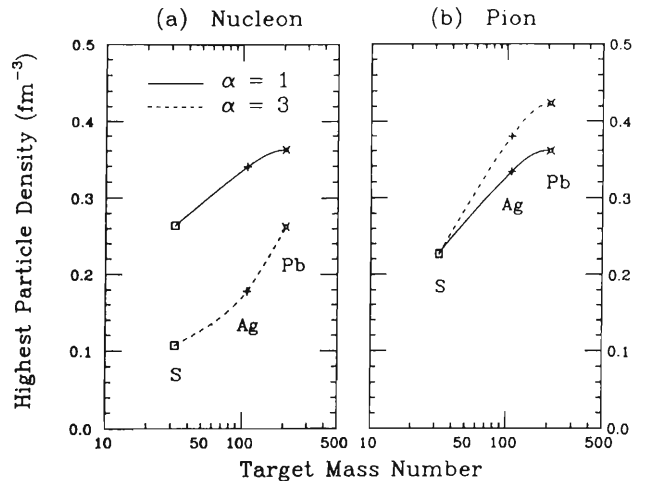 (a) Nucleon
(b) Pion
Highest Particle Density (fm⁻³)
0.5
0.4
0.3
0.2
0.1
0.0
α = 1
α = 3
S
Ag
Pb
10
50
100
500
S
Ag
Pb
0.5
0.4
0.3
0.2
0.1
0.0
10
50
100
500
Target Mass Number